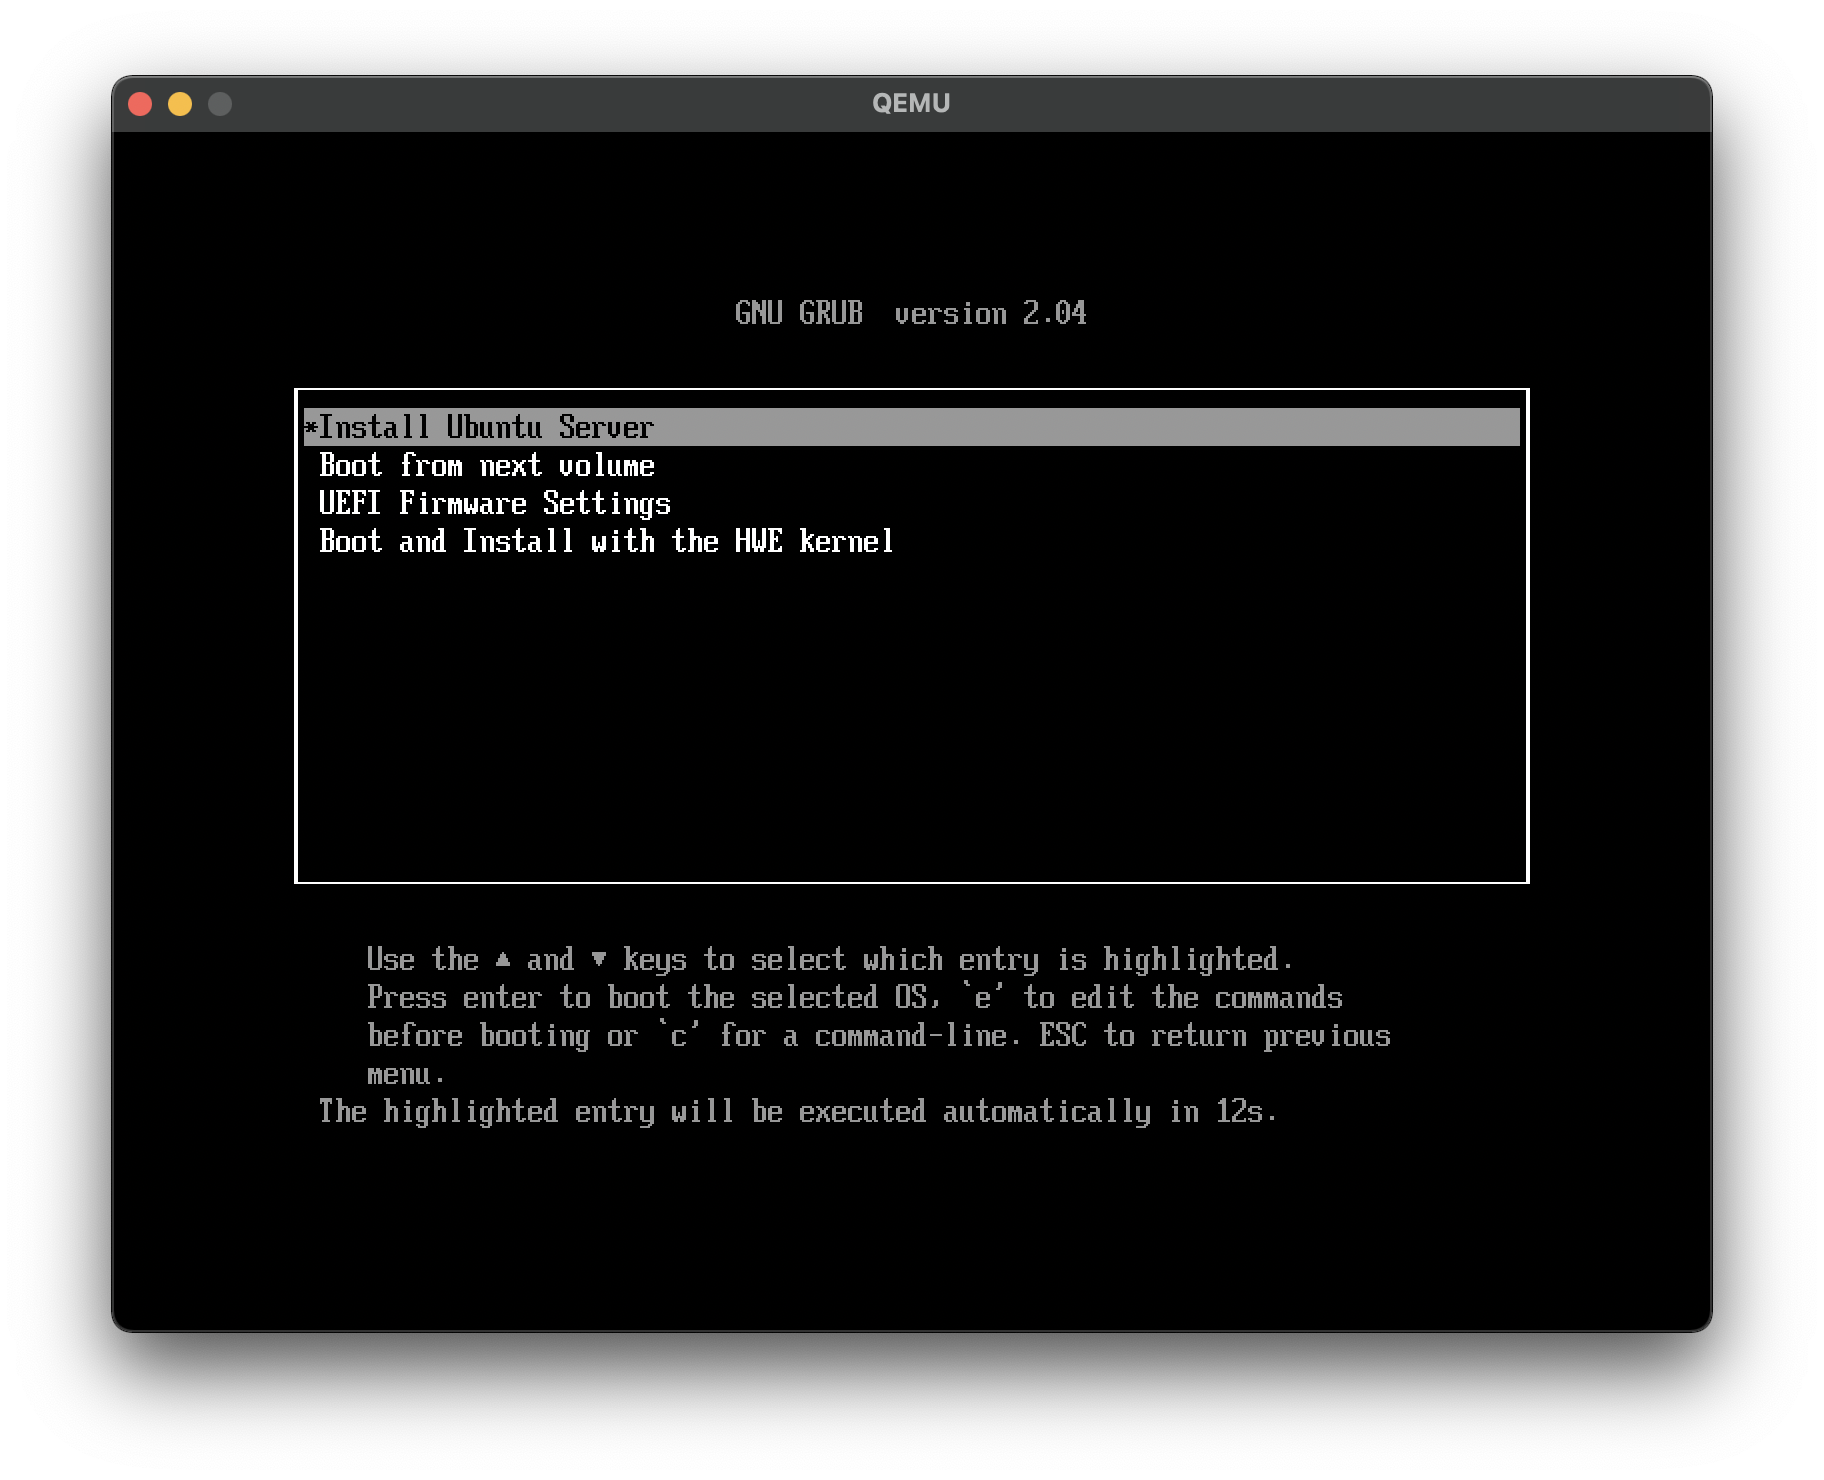 QEMU
GNU GRUB  version 2.04
*Install Ubuntu Server
Boot from next volume
UEFI Firmware Settings
Boot and Install with the HWE kernel
Use the ▲ and ▼ keys to select which entry is highlighted.
Press enter to boot the selected OS, `e' to edit the commands
before booting or `c' for a command-line. ESC to return previous
menu.
The highlighted entry will be executed automatically in 12s.